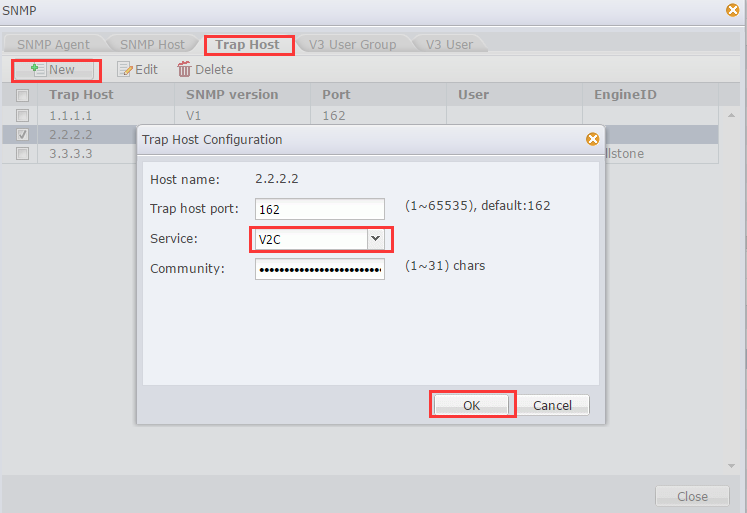 SNMP
SNMP Agent SNMP Host Trap Host V3 User Group V3 User
New Edit Delete
Trap Host SNMP version Port User EngineID
1.1.1.1 V1 162
2.2.2.2
3.3.3.3 llstone
Trap Host Configuration
Host name: 2.2.2.2
Trap host port: 162 (1~65535), default:162
Service: V2C
Community: •••••••••••••••••••••••• (1~31) chars
OK Cancel
Close